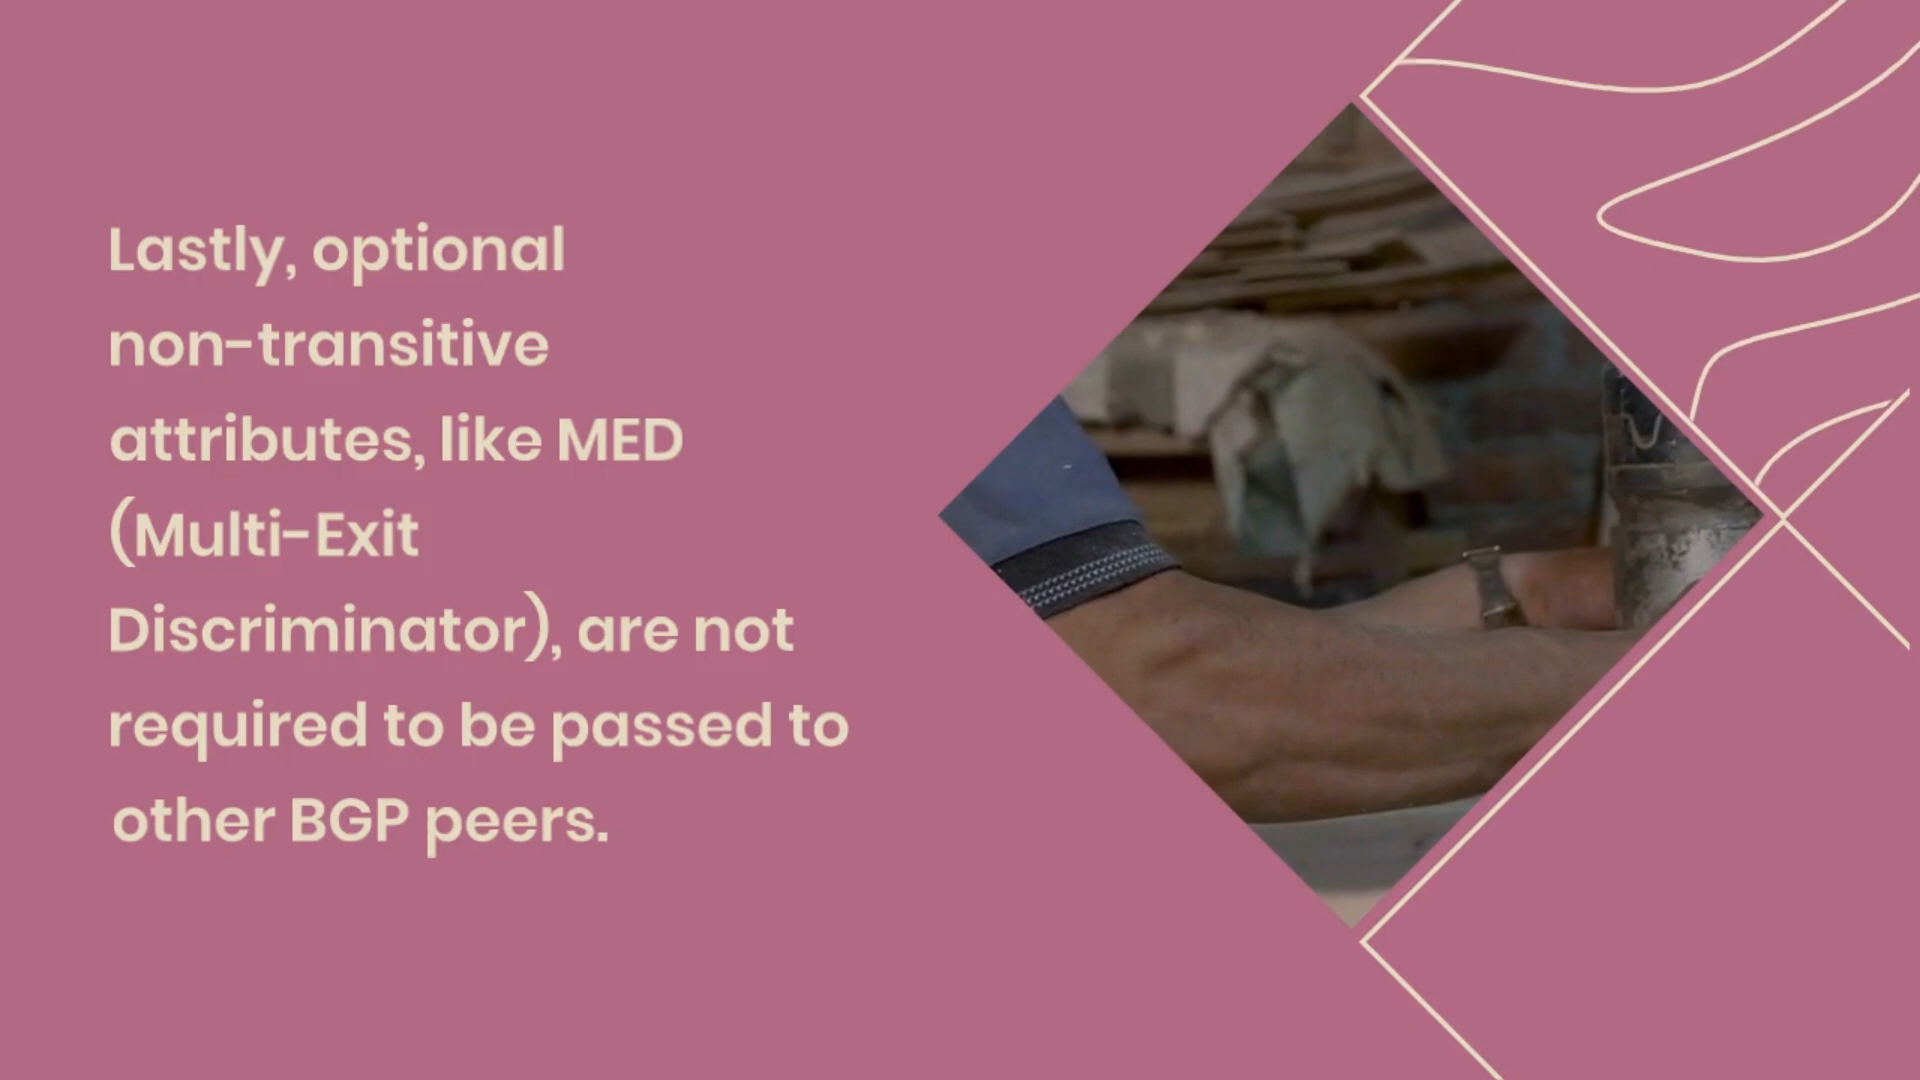 Lastly, optional
non-transitive
attributes, like MED
(Multi-Exit
Discriminator), are not
required to be passed to
other BGP peers.